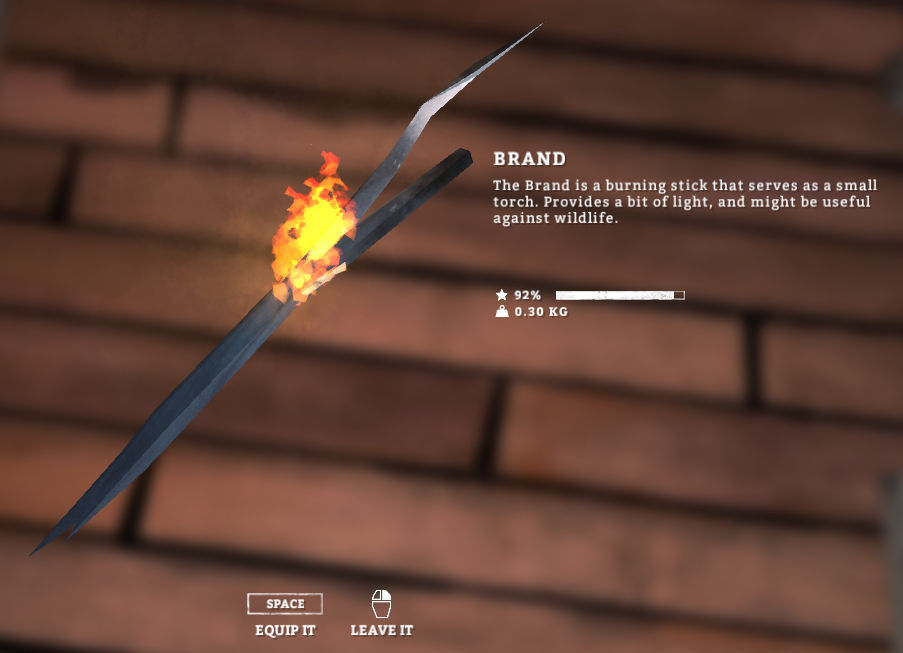 BRAND
The Brand is a burning stick that serves as a small
torch. Provides a bit of light, and might be useful
against wildlife.
92%
0.30 KG
SPACE
EQUIP IT
LEAVE IT